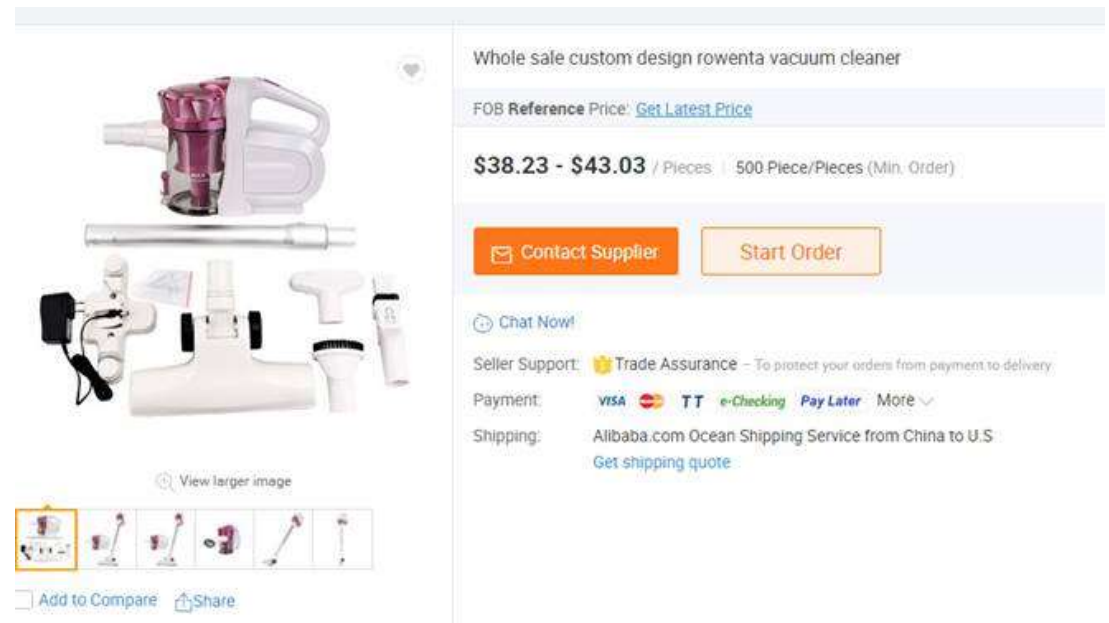 Whole sale custom design rowenta vacuum cleaner
FOB Reference Price: Get Latest Price
$38.23 - $43.03 / Pieces | 500 Piece/Pieces (Min. Order)
Contact Supplier
Start Order
Chat Now!
Seller Support: Trade Assurance – To protect your orders from payment to delivery
Payment: VISA TT e-Checking Pay Later More
Shipping: Alibaba.com Ocean Shipping Service from China to U.S
Get shipping quote
View larger image
Add to Compare Share